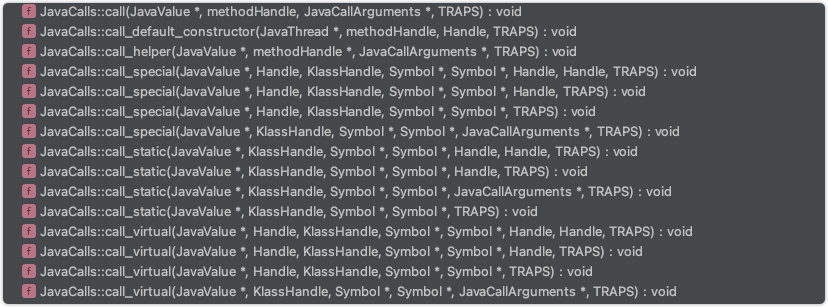 f JavaCalls::call(JavaValue *, methodHandle, JavaCallArguments *, TRAPS) : void
f JavaCalls::call_default_constructor(JavaThread *, methodHandle, Handle, TRAPS) : void
f JavaCalls::call_helper(JavaValue *, methodHandle *, JavaCallArguments *, TRAPS) : void
f JavaCalls::call_special(JavaValue *, Handle, KlassHandle, Symbol *, Symbol *, Handle, Handle, TRAPS) : void
f JavaCalls::call_special(JavaValue *, Handle, KlassHandle, Symbol *, Symbol *, Handle, TRAPS) : void
f JavaCalls::call_special(JavaValue *, Handle, KlassHandle, Symbol *, Symbol *, TRAPS) : void
f JavaCalls::call_special(JavaValue *, KlassHandle, Symbol *, Symbol *, JavaCallArguments *, TRAPS) : void
f JavaCalls::call_static(JavaValue *, KlassHandle, Symbol *, Symbol *, Handle, Handle, TRAPS) : void
f JavaCalls::call_static(JavaValue *, KlassHandle, Symbol *, Symbol *, Handle, TRAPS) : void
f JavaCalls::call_static(JavaValue *, KlassHandle, Symbol *, Symbol *, JavaCallArguments *, TRAPS) : void
f JavaCalls::call_static(JavaValue *, KlassHandle, Symbol *, Symbol *, TRAPS) : void
f JavaCalls::call_virtual(JavaValue *, Handle, KlassHandle, Symbol *, Symbol *, Handle, Handle, TRAPS) : void
f JavaCalls::call_virtual(JavaValue *, Handle, KlassHandle, Symbol *, Symbol *, Handle, TRAPS) : void
f JavaCalls::call_virtual(JavaValue *, Handle, KlassHandle, Symbol *, Symbol *, TRAPS) : void
f JavaCalls::call_virtual(JavaValue *, KlassHandle, Symbol *, Symbol *, JavaCallArguments *, TRAPS) : void